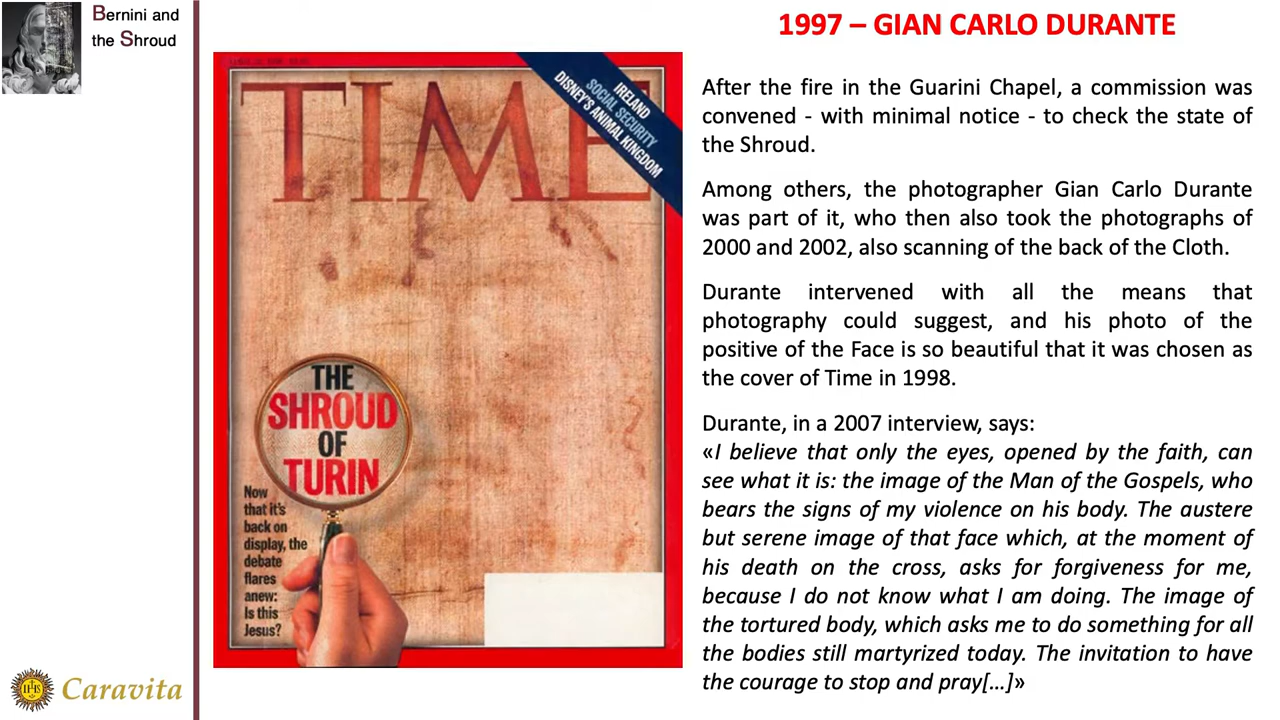 Bernini and
the Shroud
1997 – GIAN CARLO DURANTE
TIME
IRELAND
SOCIAL SECURITY
DISNEY'S ANIMAL KINGDOM
THE
SHROUD
OF
TURIN
Now
that it's
back on
display, the
debate
flares
anew:
Is this
Jesus?
After the fire in the Guarini Chapel, a commission was
convened - with minimal notice - to check the state of
the Shroud.
Among others, the photographer Gian Carlo Durante
was part of it, who then also took the photographs of
2000 and 2002, also scanning of the back of the Cloth.
Durante intervened with all the means that
photography could suggest, and his photo of the
positive of the Face is so beautiful that it was chosen as
the cover of Time in 1998.
Durante, in a 2007 interview, says:
«I believe that only the eyes, opened by the faith, can
see what it is: the image of the Man of the Gospels, who
bears the signs of my violence on his body. The austere
but serene image of that face which, at the moment of
his death on the cross, asks for forgiveness for me,
because I do not know what I am doing. The image of
the tortured body, which asks me to do something for all
the bodies still martyrized today. The invitation to have
the courage to stop and pray[…]»
IHS
Caravita